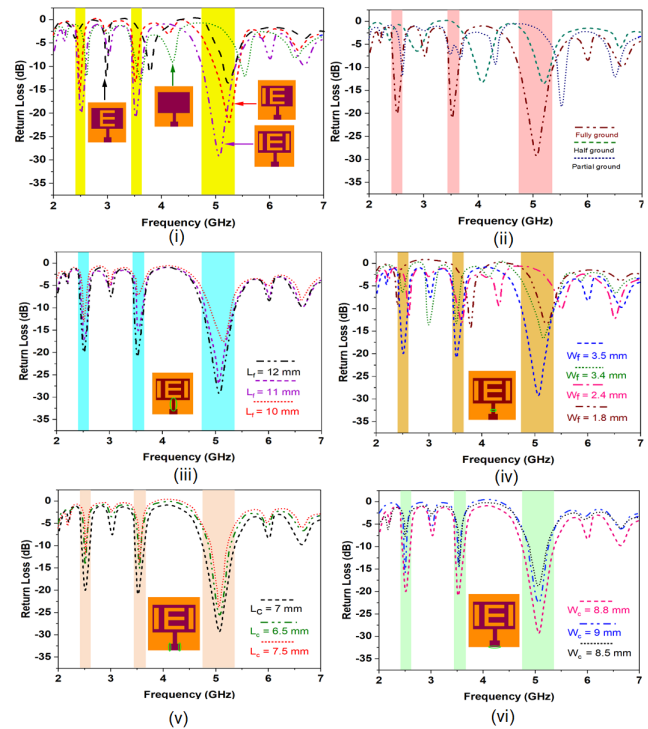 Return Loss (dB)
0
-5
-10
-15
-20
-25
-30
-35
E
E
E
2 3 4 5 6 7
Frequency (GHz)
(i)
Return Loss (dB)
0
-5
-10
-15
-20
-25
-30
-35
Fully ground
Half ground
Partial ground
2 3 4 5 6 7
Frequency (GHz)
(ii)
Return Loss (dB)
0
-5
-10
-15
-20
-25
-30
-35
E
Lf = 12 mm
Lf = 11 mm
Lf = 10 mm
2 3 4 5 6 7
Frequency (GHz)
(iii)
Return Loss (dB)
0
-5
-10
-15
-20
-25
-30
-35
E
Wf = 3.5 mm
Wf = 3.4 mm
Wf = 2.4 mm
Wf = 1.8 mm
2 3 4 5 6 7
Frequency (GHz)
(iv)
Return Loss (dB)
0
-5
-10
-15
-20
-25
-30
-35
E
LC = 7 mm
Lc = 6.5 mm
Lc = 7.5 mm
2 3 4 5 6 7
Frequency (GHz)
(v)
Return Loss (dB)
0
-5
-10
-15
-20
-25
-30
-35
E
Wc = 8.8 mm
Wc = 9 mm
Wc = 8.5 mm
2 3 4 5 6 7
Frequency (GHz)
(vi)